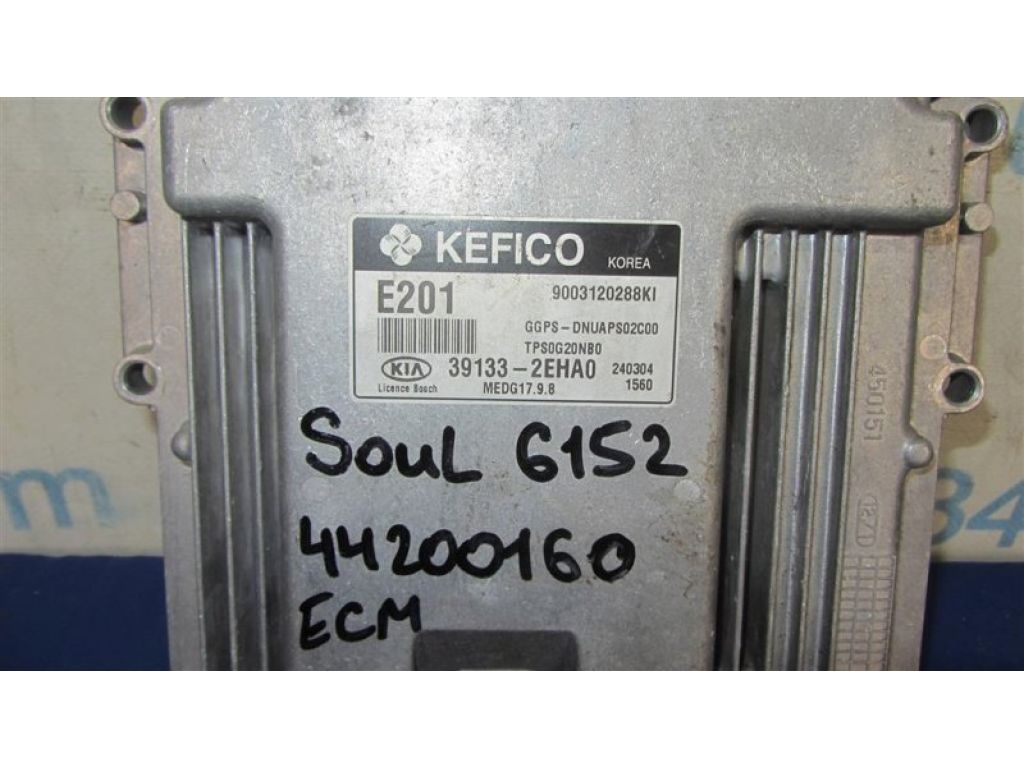 KEFICO KOREA
E201 9003120288KI
GGPS-DNUAPS02C00
TPS0G20NB0
KIA 39133-2EHA0 240304
Licence Bosch MEDG17.9.8 1560
SouL 6152
44200160
ECM
450151